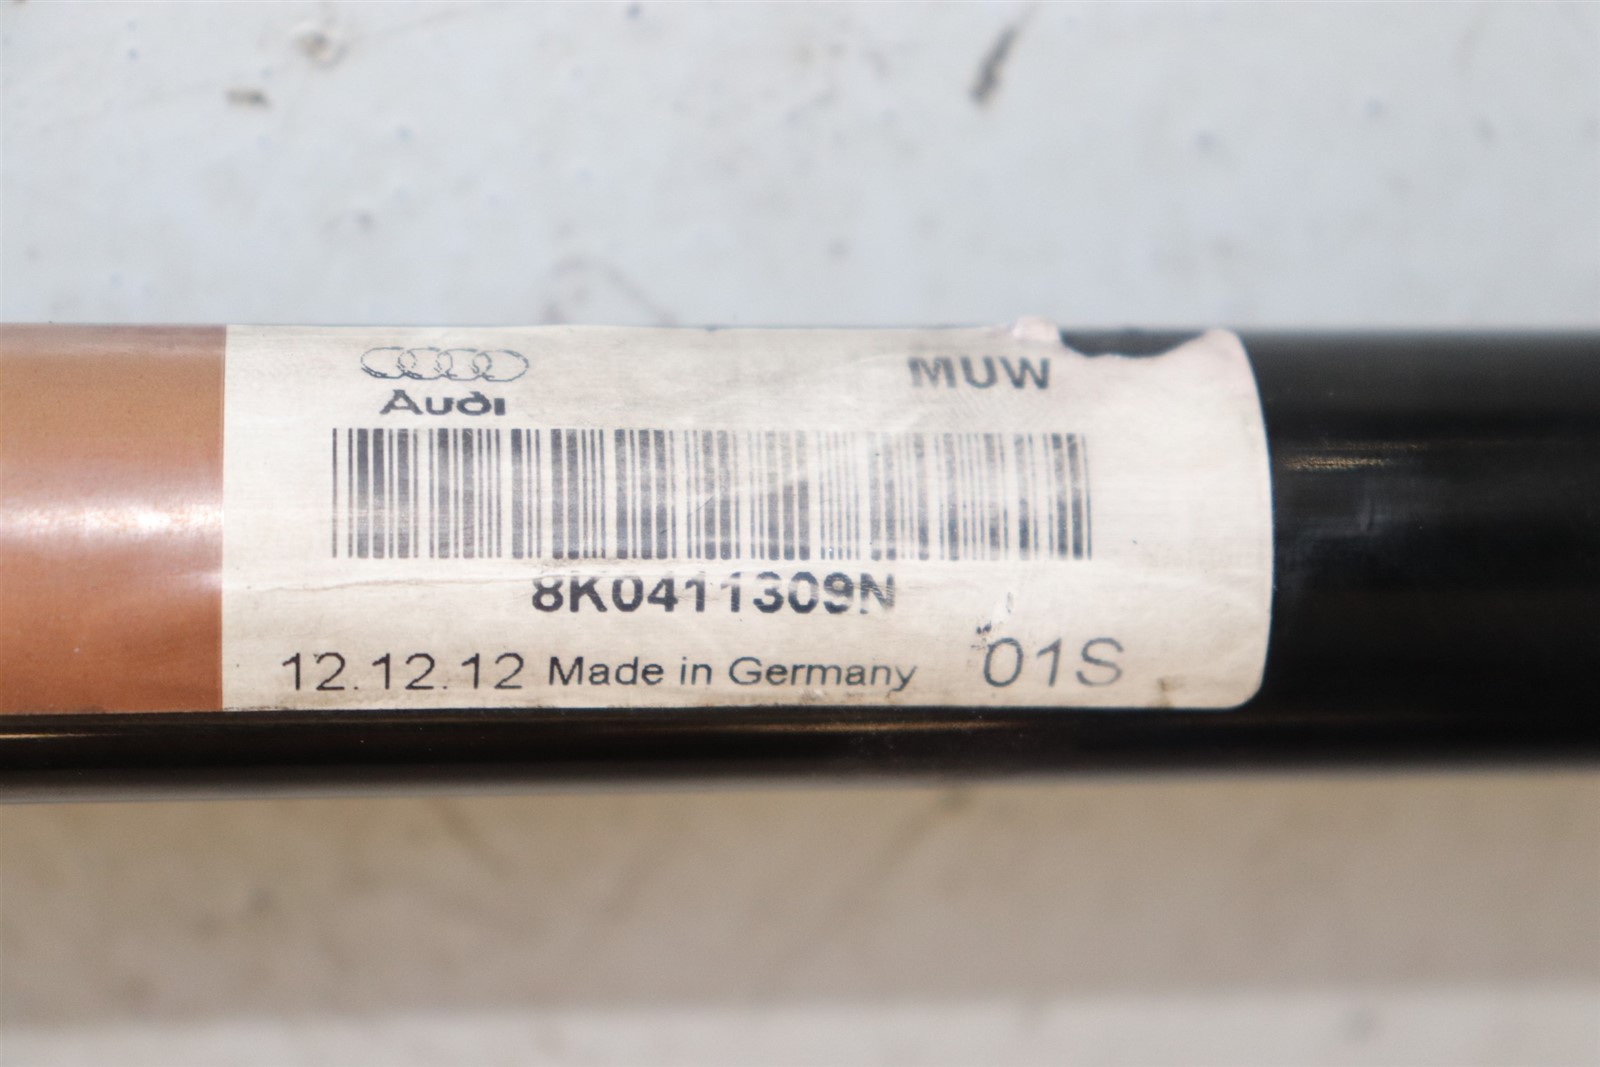 Audi
MUW
8K0411309N
12.12.12 Made in Germany 01S